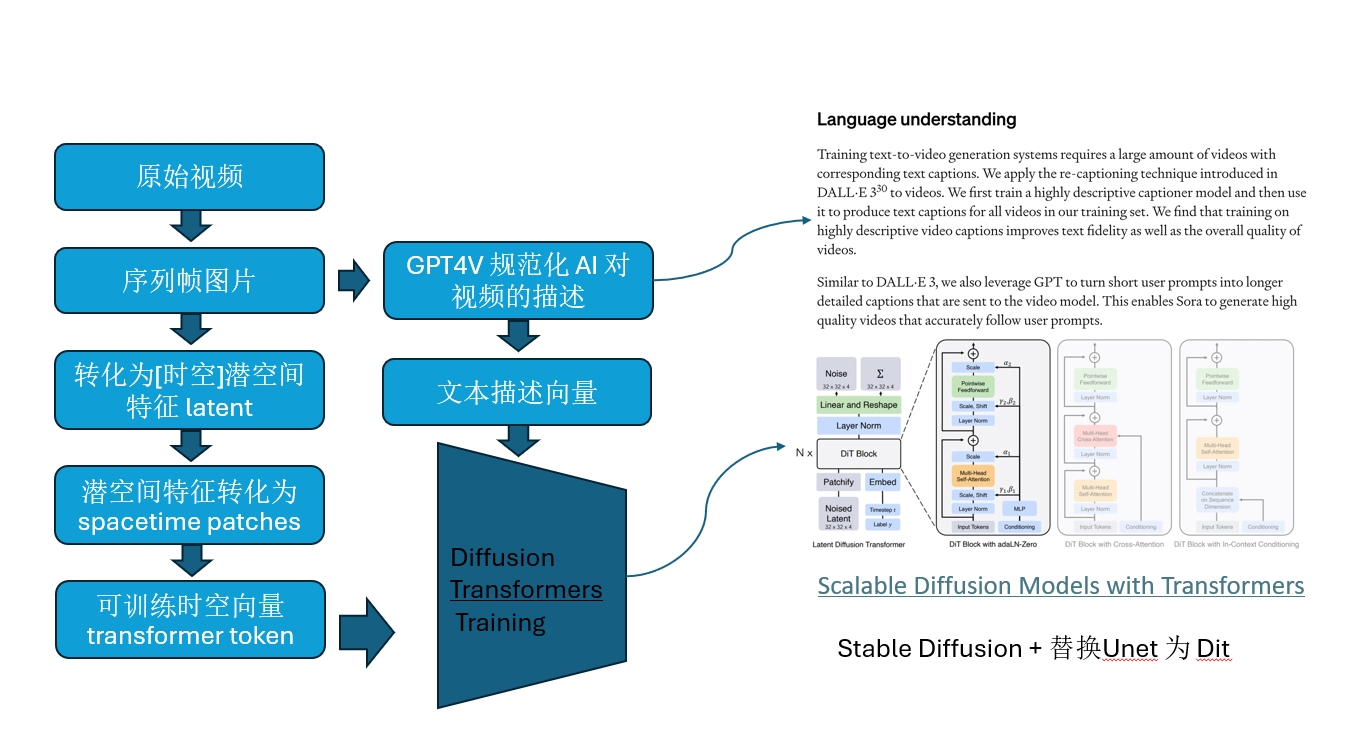 原始视频
序列帧图片
转化为[时空]潜空间
特征 latent
潜空间特征转化为
spacetime patches
可训练时空向量
transformer token
GPT4V 规范化 AI 对
视频的描述
文本描述向量
Diffusion
Transformers
Training
Language understanding
Training text-to-video generation systems requires a large amount of videos with
corresponding text captions. We apply the re-captioning technique introduced in
DALL·E 3³⁰ to videos. We first train a highly descriptive captioner model and then use
it to produce text captions for all videos in our training set. We find that training on
highly descriptive video captions improves text fidelity as well as the overall quality of
videos.
Similar to DALL·E 3, we also leverage GPT to turn short user prompts into longer
detailed captions that are sent to the video model. This enables Sora to generate high
quality videos that accurately follow user prompts.
Noise
32 x 32 x 4
Σ
32 x 32 x 4
Linear and Reshape
Layer Norm
N x
DiT Block
Patchify
Embed
Noised
Latent
32 x 32 x 4
Timestep t
Label y
Latent Diffusion Transformer
α₂
Scale
Pointwise
Feedforward
γ₂,β₂
Scale, Shift
Layer Norm
α₁
Scale
Multi-Head
Self-Attention
γ₁,β₁
Scale, Shift
Layer Norm
MLP
Input Tokens
Conditioning
DiT Block with adaLN-Zero
Pointwise
Feedforward
Layer Norm
Multi-Head
Cross-Attention
Layer Norm
Multi-Head
Self-Attention
Layer Norm
Input Tokens
Conditioning
DiT Block with Cross-Attention
Pointwise
Feedforward
Layer Norm
Multi-Head
Self-Attention
Layer Norm
Concatenate
on Sequence
Dimension
Input Tokens
Conditioning
DiT Block with In-Context Conditioning
Scalable Diffusion Models with Transformers
Stable Diffusion + 替换Unet 为 Dit